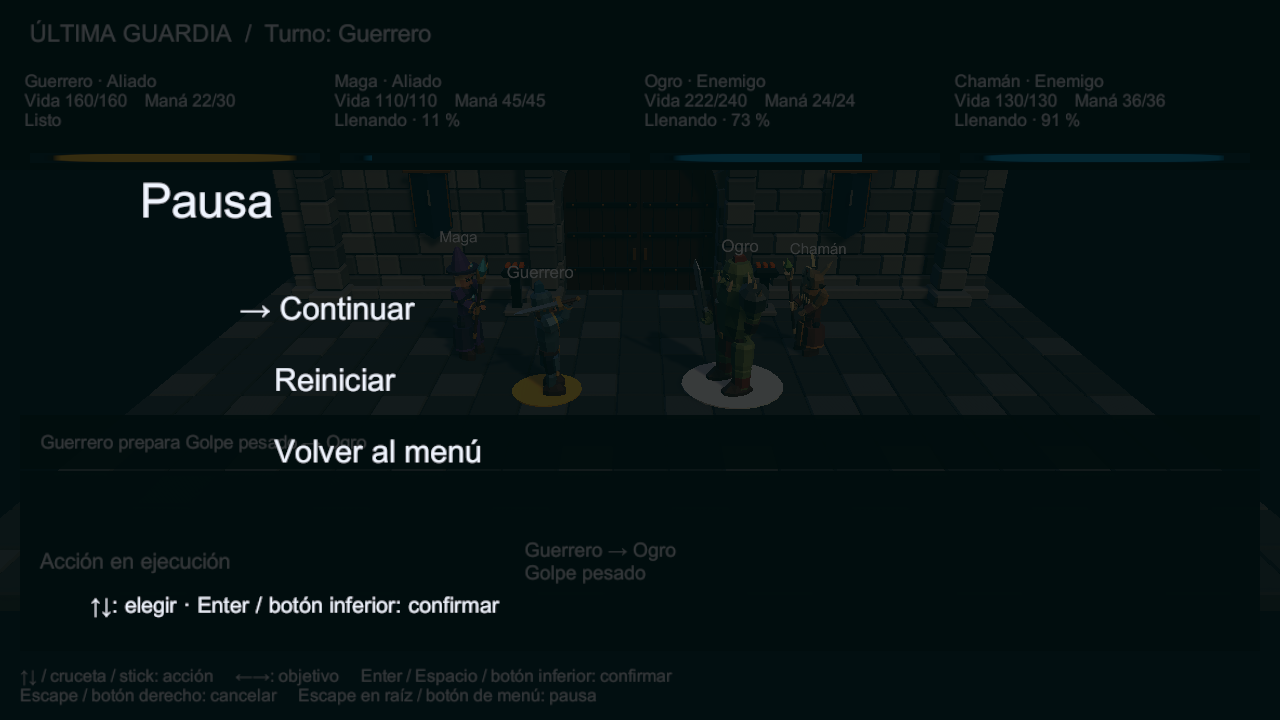 ÚLTIMA GUARDIA / Turno: Guerrero
Guerrero · Aliado
Vida 160/160 Maná 22/30
Listo
Maga · Aliado
Vida 110/110 Maná 45/45
Llenando · 11 %
Ogro · Enemigo
Vida 222/240 Maná 24/24
Llenando · 73 %
Chamán · Enemigo
Vida 130/130 Maná 36/36
Llenando · 91 %
Pausa
Maga
Guerrero
Ogro
Chamán
→ Continuar
Reiniciar
Guerrero prepara Golpe pesado → Ogro
Volver al menú
Acción en ejecución
Guerrero → Ogro
Golpe pesado
↑↓: elegir · Enter / botón inferior: confirmar
↑↓ / cruceta / stick: acción ←→: objetivo Enter / Espacio / botón inferior: confirmar
Escape / botón derecho: cancelar Escape en raíz / botón de menú: pausa